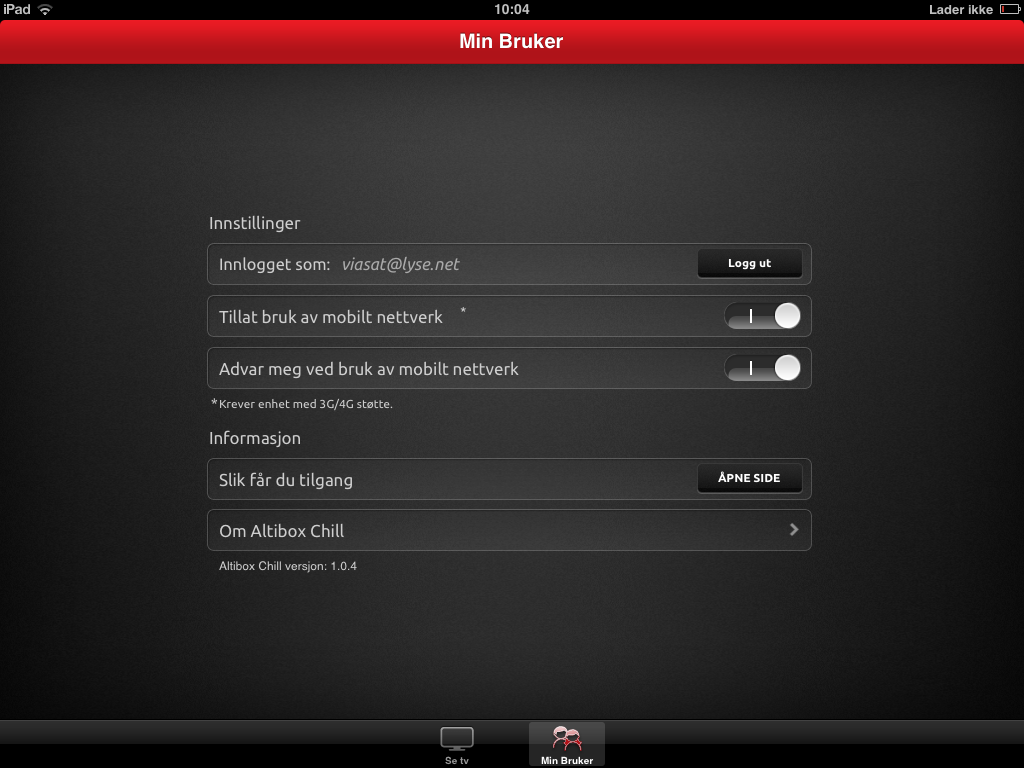 iPad 10:04 Lader ikke
Min Bruker
Innstillinger
Innlogget som: viasat@lyse.net Logg ut
Tillat bruk av mobilt nettverk *
Advar meg ved bruk av mobilt nettverk
*Krever enhet med 3G/4G støtte.
Informasjon
Slik får du tilgang ÅPNE SIDE
Om Altibox Chill
Altibox Chill versjon: 1.0.4
Se tv Min Bruker